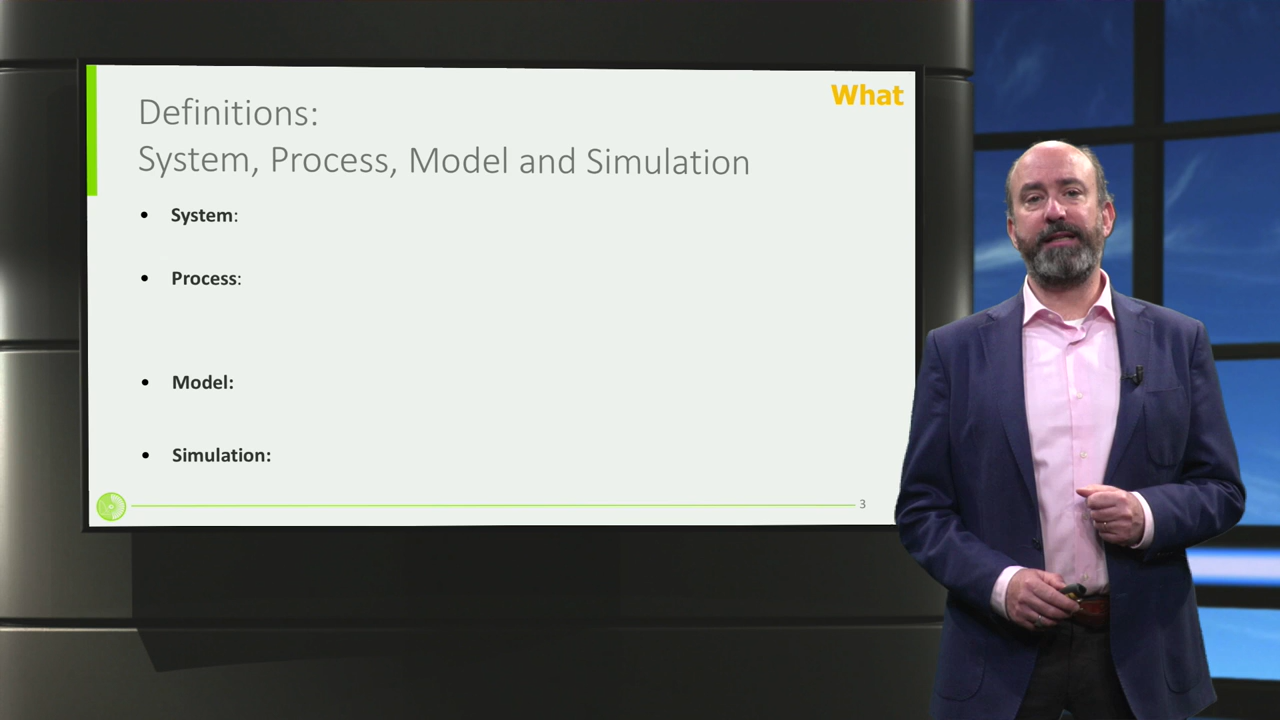 What
Definitions:
System, Process, Model and Simulation
• System:
• Process:
• Model:
• Simulation:
3